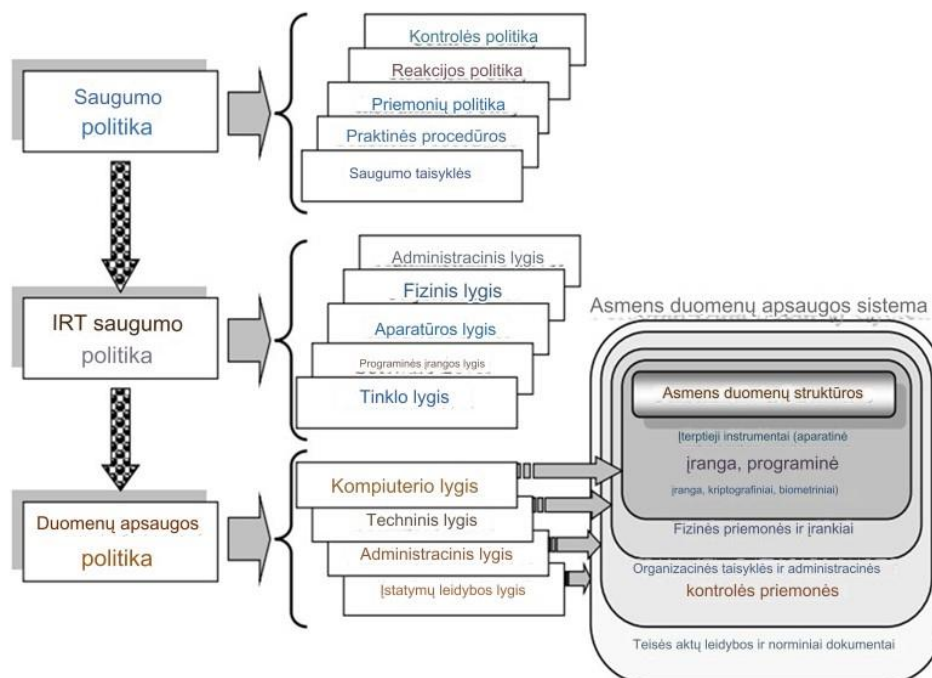 Saugumo
politika
Kontrolės politika
Reakcijos politika
Priemonių politika
Praktinės procedūros
Saugumo taisyklės
IRT saugumo
politika
Administracinis lygis
Fizinis lygis
Aparatūros lygis
Programinės įrangos lygis
Tinklo lygis
Duomenų apsaugos
politika
Kompiuterio lygis
Techninis lygis
Administracinis lygis
Įstatymų leidybos lygis
Asmens duomenų apsaugos sistema
Asmens duomenų struktūros
Įterptieji instrumentai (aparatinė
įranga, programinė
įranga, kriptografiniai, biometriniai)
Fizinės priemonės ir įrankiai
Organizacinės taisyklės ir administracinės
kontrolės priemonės
Teisės aktų leidybos ir norminiai dokumentai